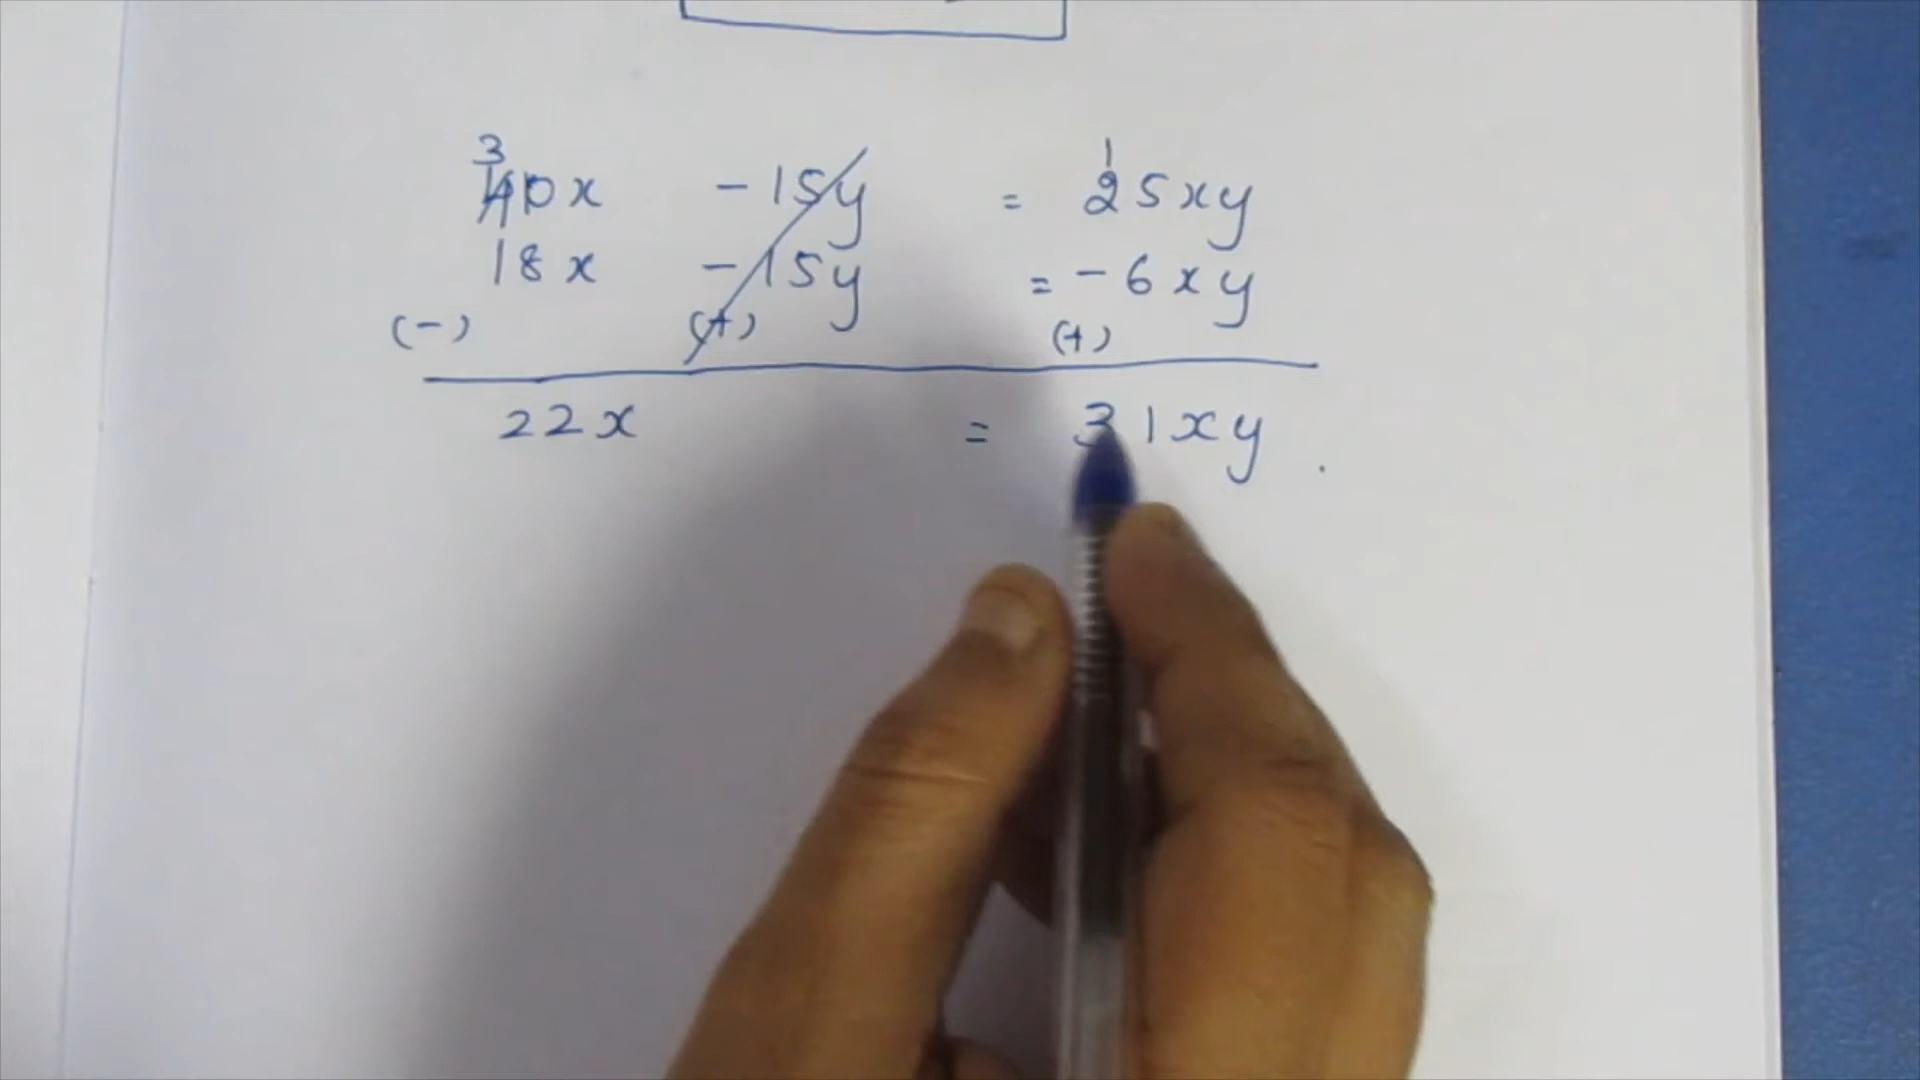 3 1
40x - 15y = 25xy
18x - 15y = -6xy
(-) (+) (+)
22x = 31xy .